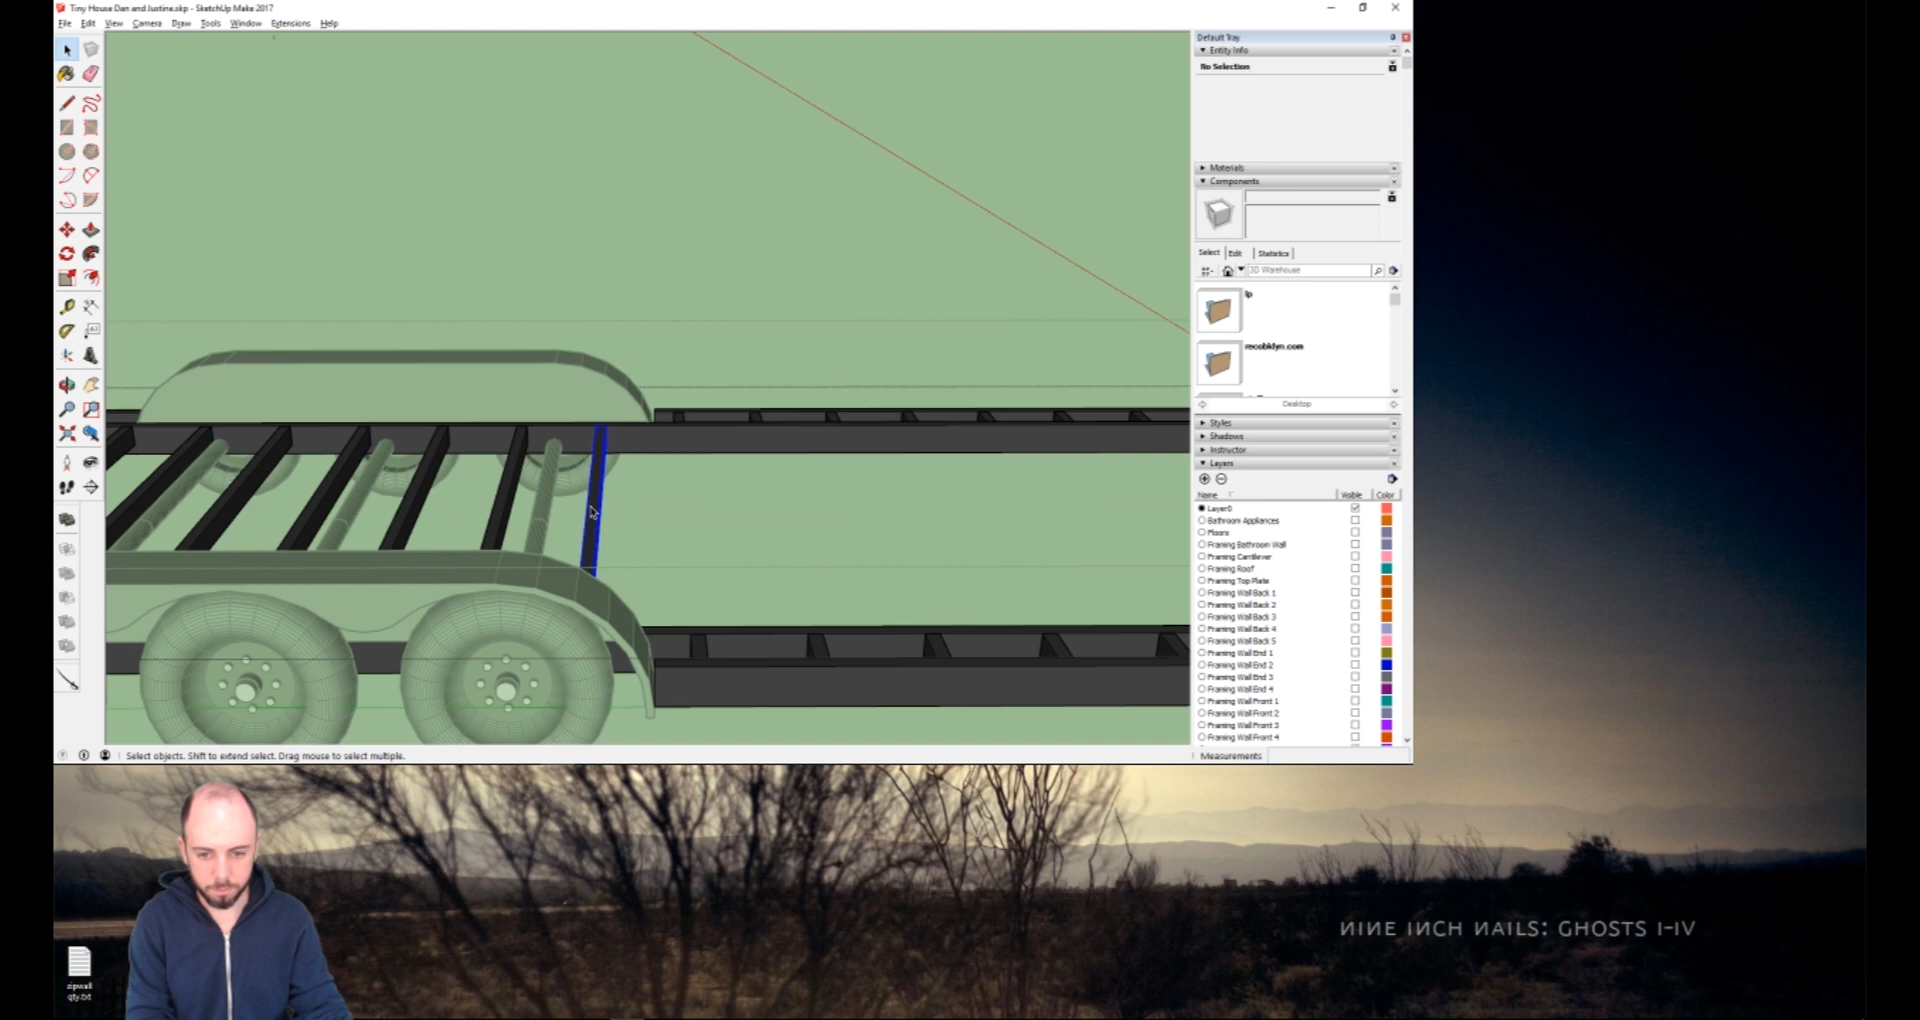 Tiny House Dan and Justine.skp - SketchUp Make 2017
File Edit View Camera Draw Tools Window Extensions Help
Default Tray
Entity Info
No Selection
Materials
Components
Select Edit Statistics
3D Warehouse
lp
recobklyn.com
Desktop
Styles
Shadows
Instructor
Layers
Name Visible Color
Layer0
Bathroom Appliances
Floors
Framing Bathroom Wall
Framing Cantilever
Framing Roof
Framing Top Plate
Framing Wall Back 1
Framing Wall Back 2
Framing Wall Back 3
Framing Wall Back 4
Framing Wall Back 5
Framing Wall End 1
Framing Wall End 2
Framing Wall End 3
Framing Wall End 4
Framing Wall Front 1
Framing Wall Front 2
Framing Wall Front 3
Framing Wall Front 4
Select objects. Shift to extend select. Drag mouse to select multiple.
Measurements
NINE INCH NAILS: GHOSTS I-IV
zipwall
qty.txt